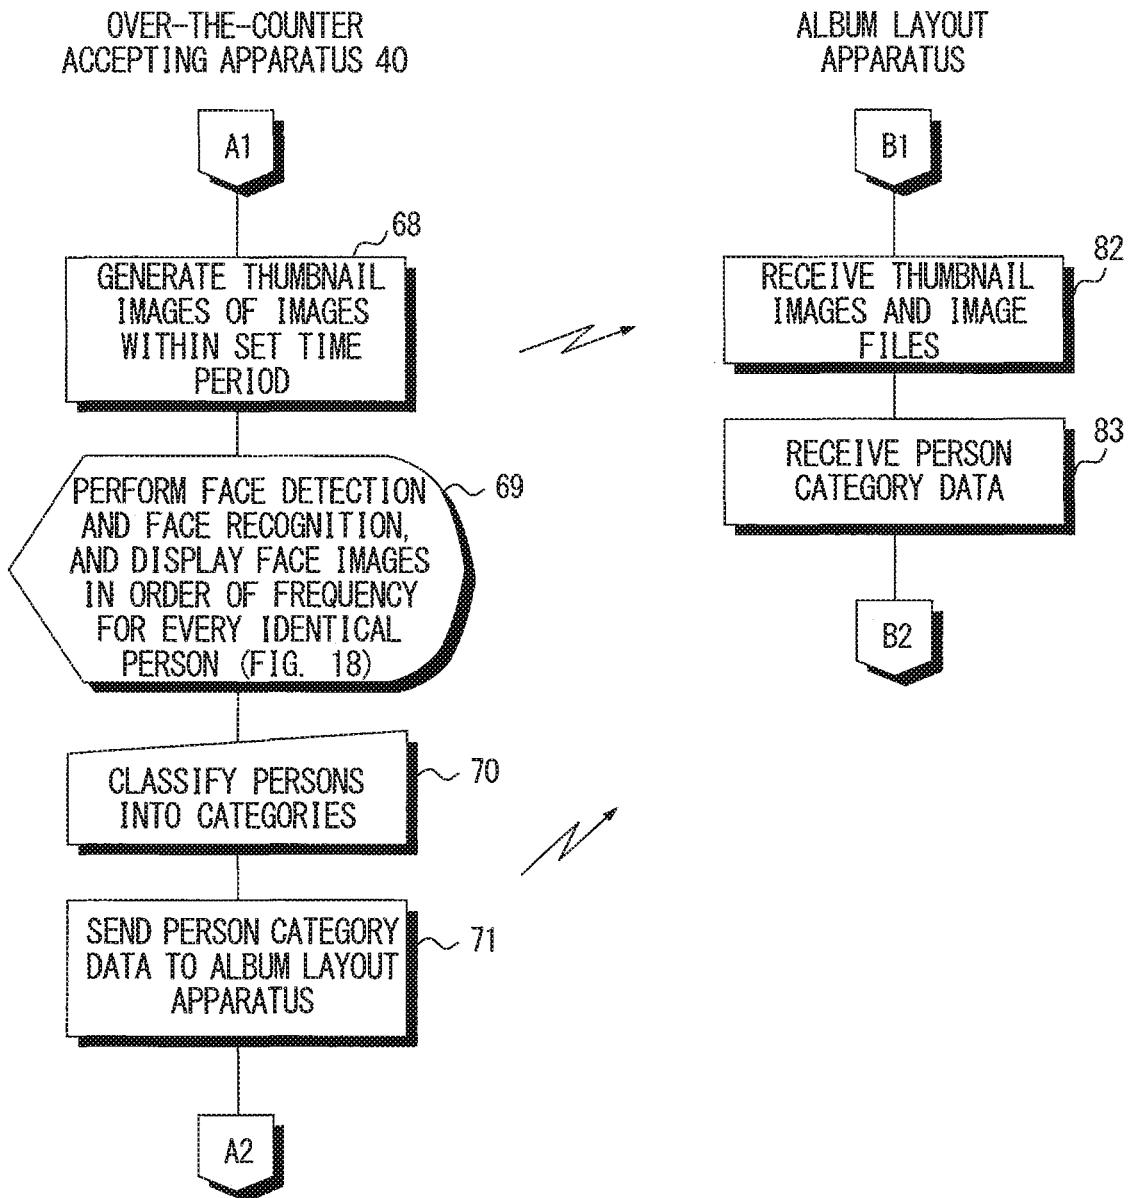 OVER-THE-COUNTER
ACCEPTING APPARATUS 40
A1
68
GENERATE THUMBNAIL
IMAGES OF IMAGES
WITHIN SET TIME
PERIOD
69
PERFORM FACE DETECTION
AND FACE RECOGNITION,
AND DISPLAY FACE IMAGES
IN ORDER OF FREQUENCY
FOR EVERY IDENTICAL
PERSON (FIG. 18)
70
CLASSIFY PERSONS
INTO CATEGORIES
71
SEND PERSON CATEGORY
DATA TO ALBUM LAYOUT
APPARATUS
A2
ALBUM LAYOUT
APPARATUS
B1
82
RECEIVE THUMBNAIL
IMAGES AND IMAGE
FILES
83
RECEIVE PERSON
CATEGORY DATA
B2